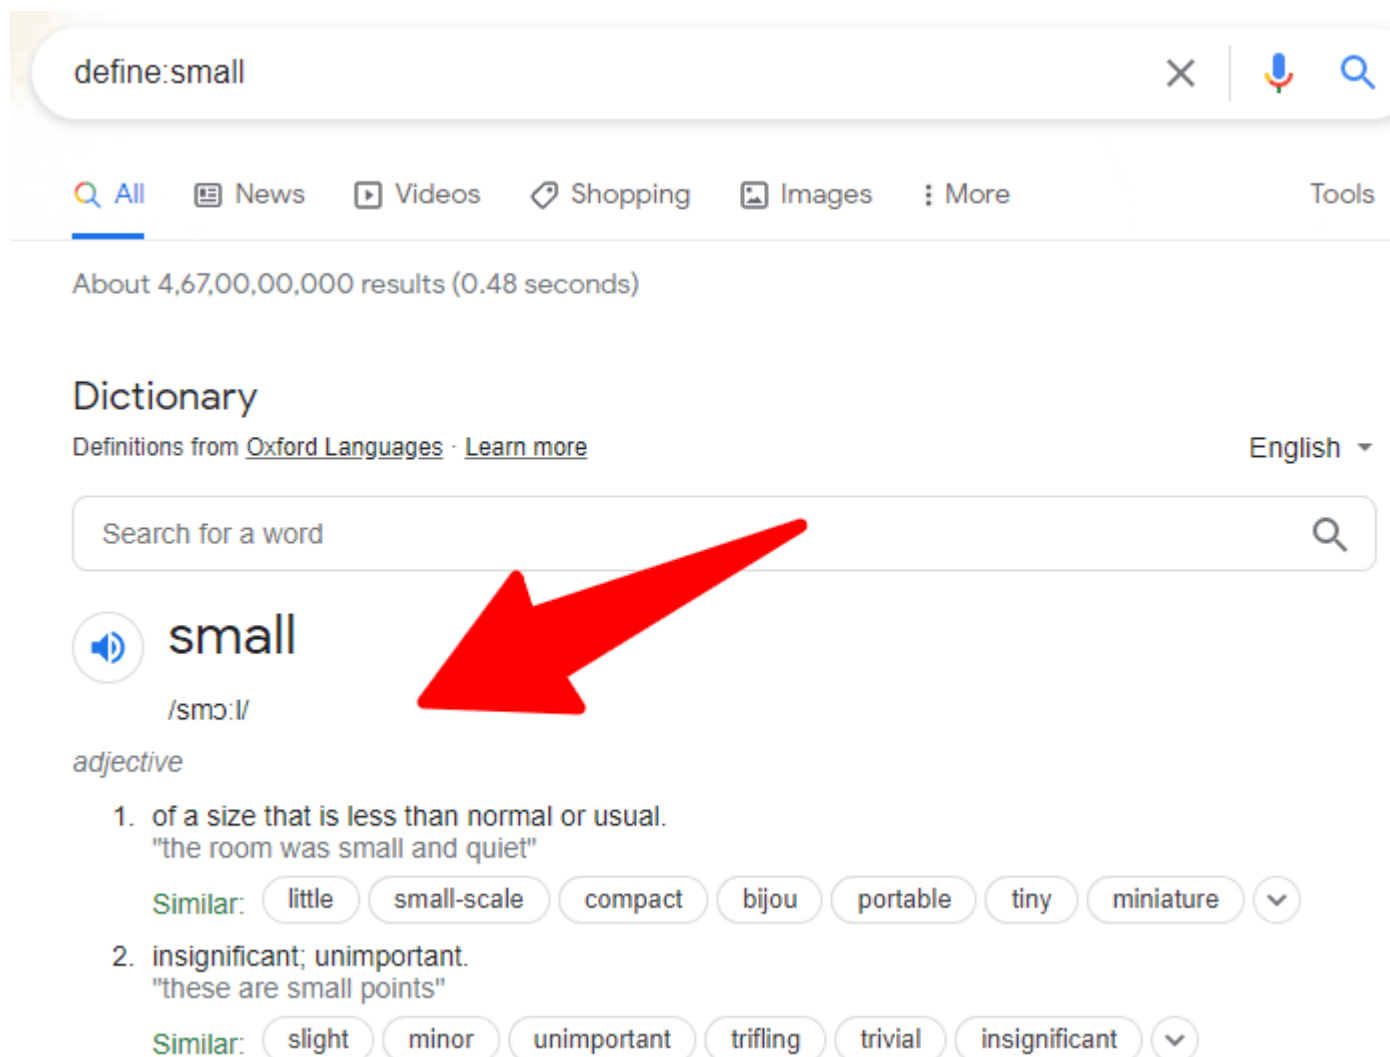 define:small
All News Videos Shopping Images More Tools
About 4,67,00,00,000 results (0.48 seconds)
Dictionary
Definitions from Oxford Languages · Learn more English
Search for a word
small
/smɔːl/
adjective
1. of a size that is less than normal or usual.
"the room was small and quiet"
Similar: little small-scale compact bijou portable tiny miniature
2. insignificant; unimportant.
"these are small points"
Similar: slight minor unimportant trifling trivial insignificant